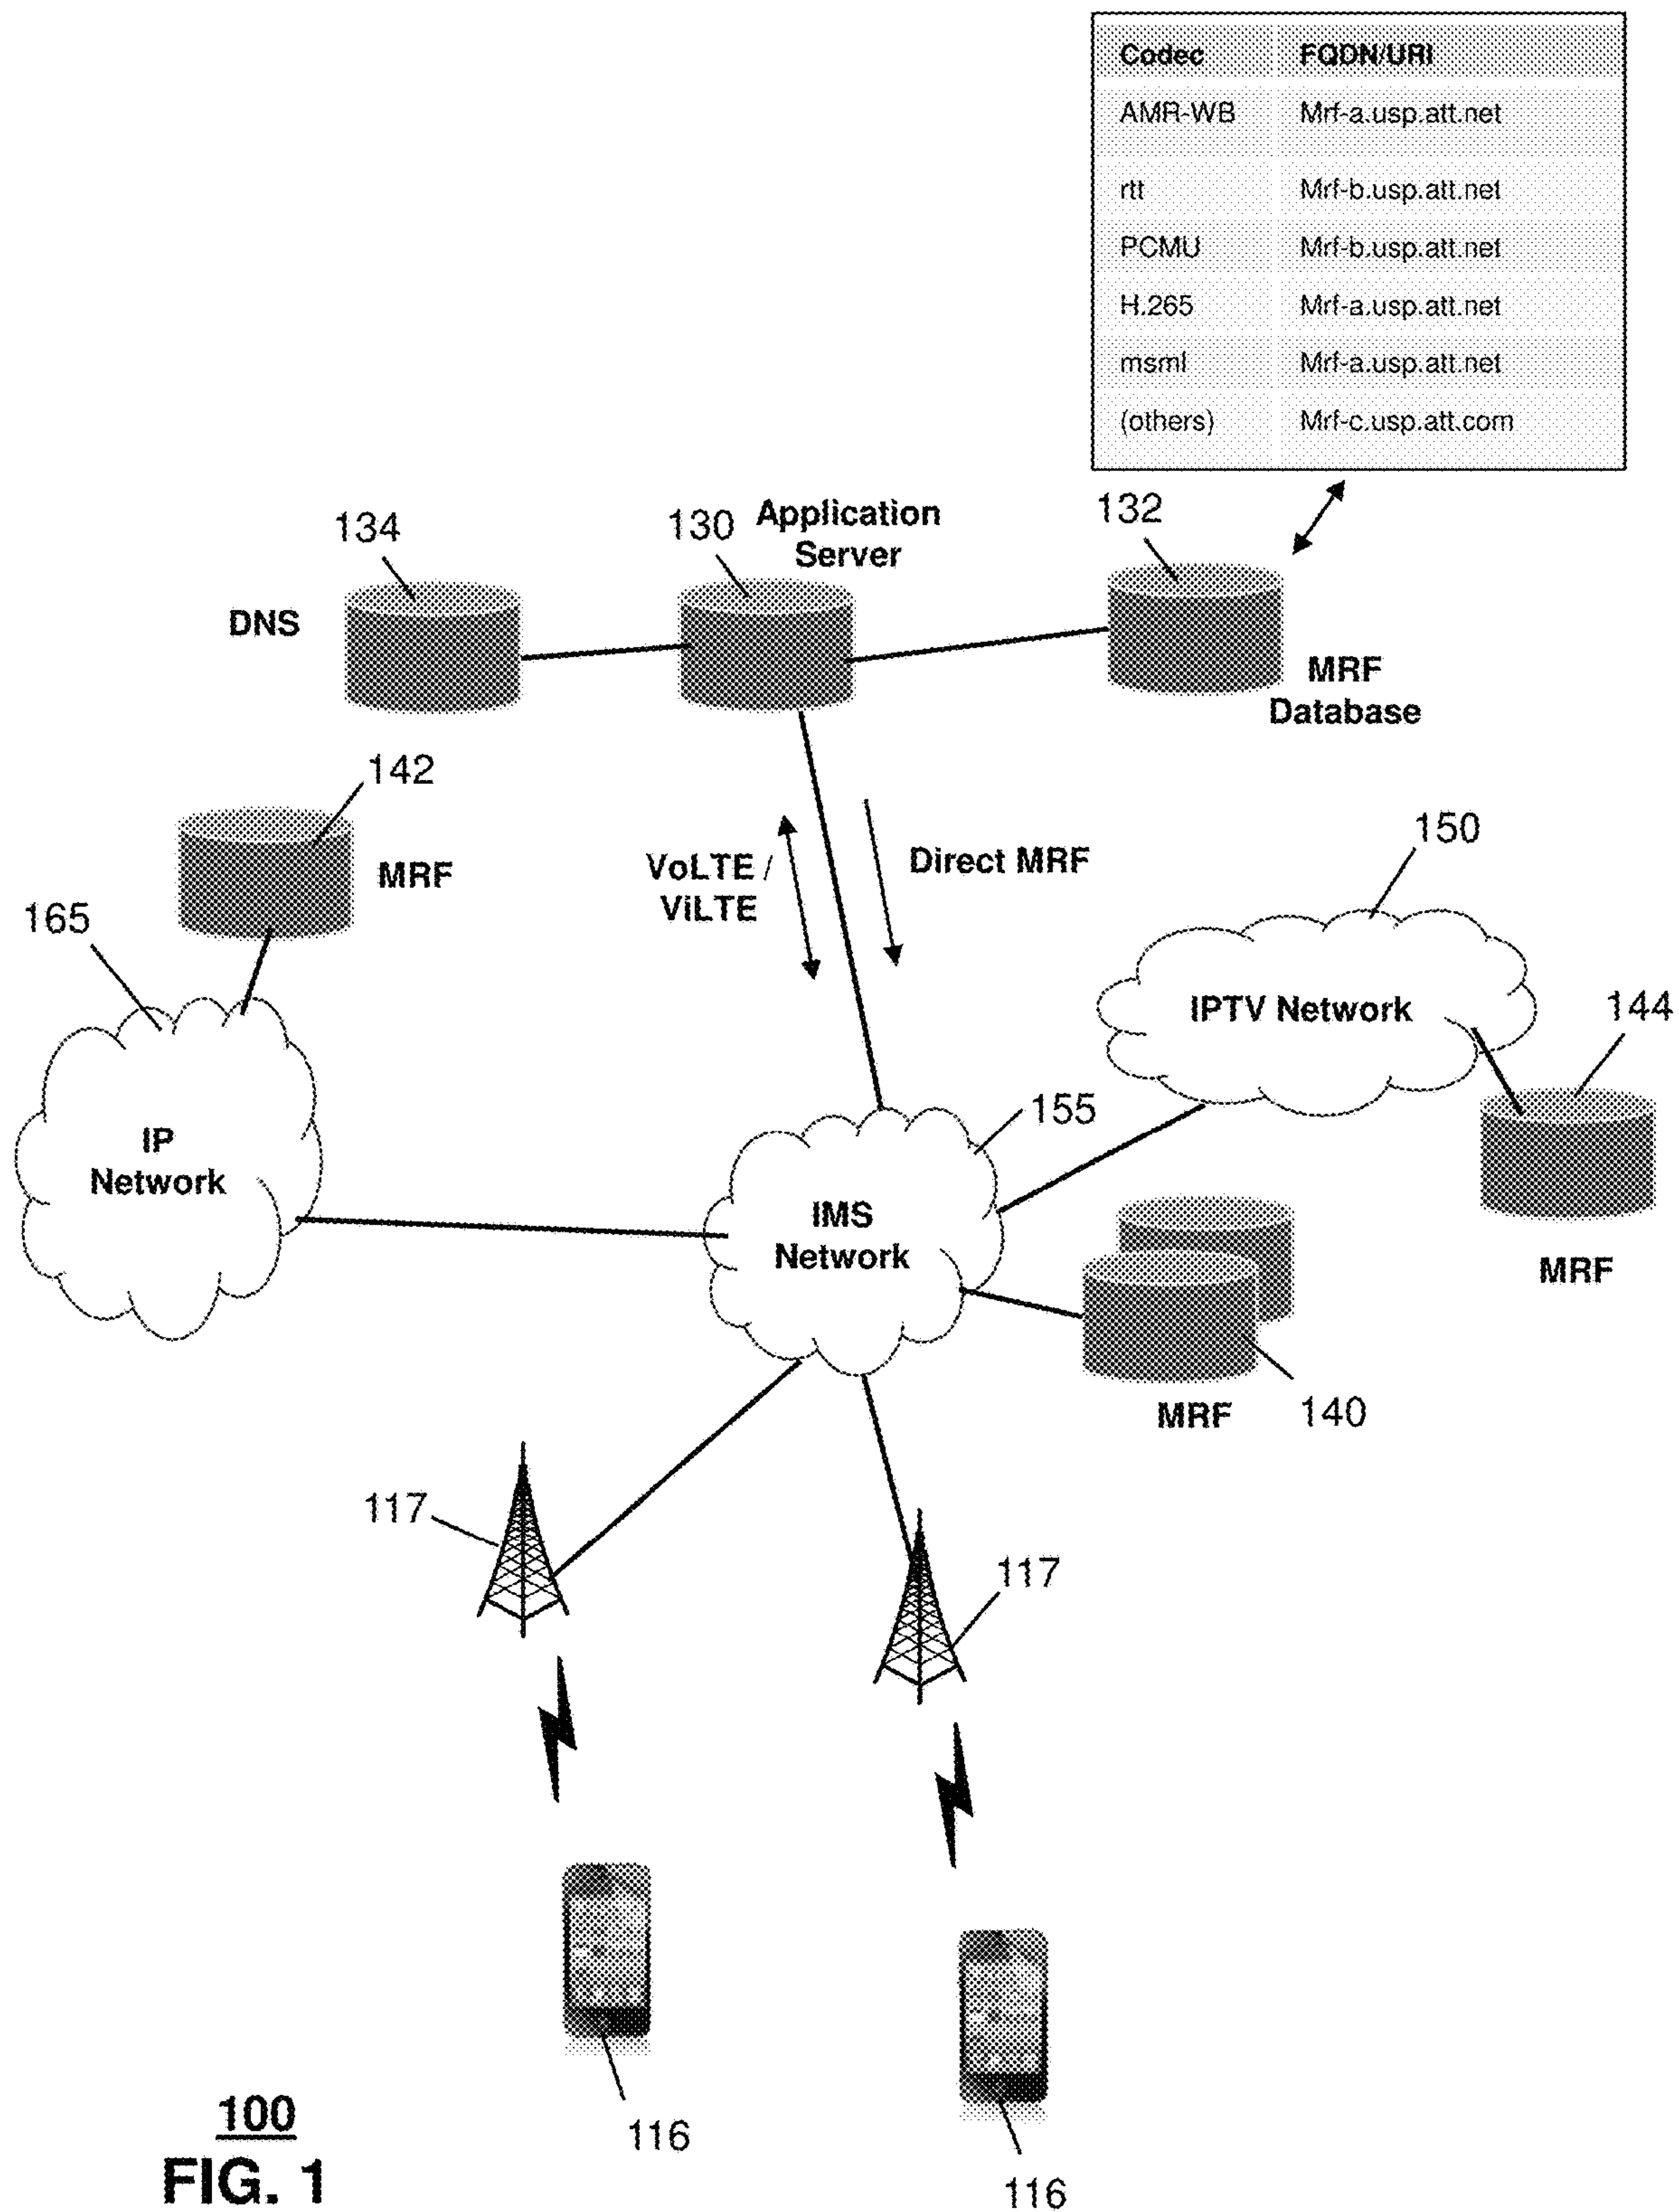 Codec FQDN/URI
AMR-WB Mrf-a.usp.att.net
rtt Mrf-b.usp.att.net
PCMU Mrf-b.usp.att.net
H.265 Mrf-a.usp.att.net
msml Mrf-a.usp.att.net
(others) Mrf-c.usp.att.com
134
130
Application
Server
132
DNS
MRF
Database
142
MRF
VoLTE /
ViLTE
Direct MRF
150
165
IPTV Network
144
155
IP
Network
IMS
Network
MRF
MRF
140
117
117
116
116
100
FIG. 1